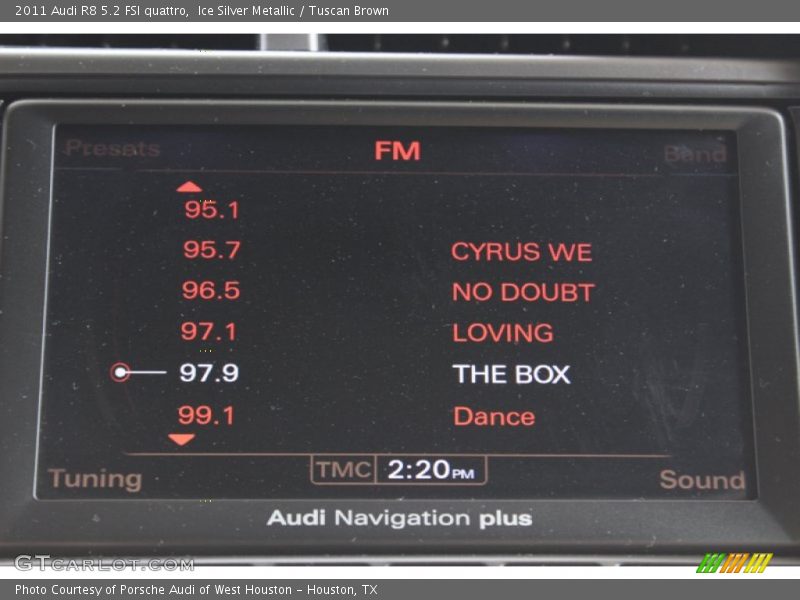 2011 Audi R8 5.2 FSI quattro,  Ice Silver Metallic / Tuscan Brown
Presets FM Band
95.1
95.7 CYRUS WE
96.5 NO DOUBT
97.1 LOVING
97.9 THE BOX
99.1 Dance
Tuning TMC 2:20PM Sound
Audi Navigation plus
GTCARLOT.COM
Photo Courtesy of Porsche Audi of West Houston - Houston, TX